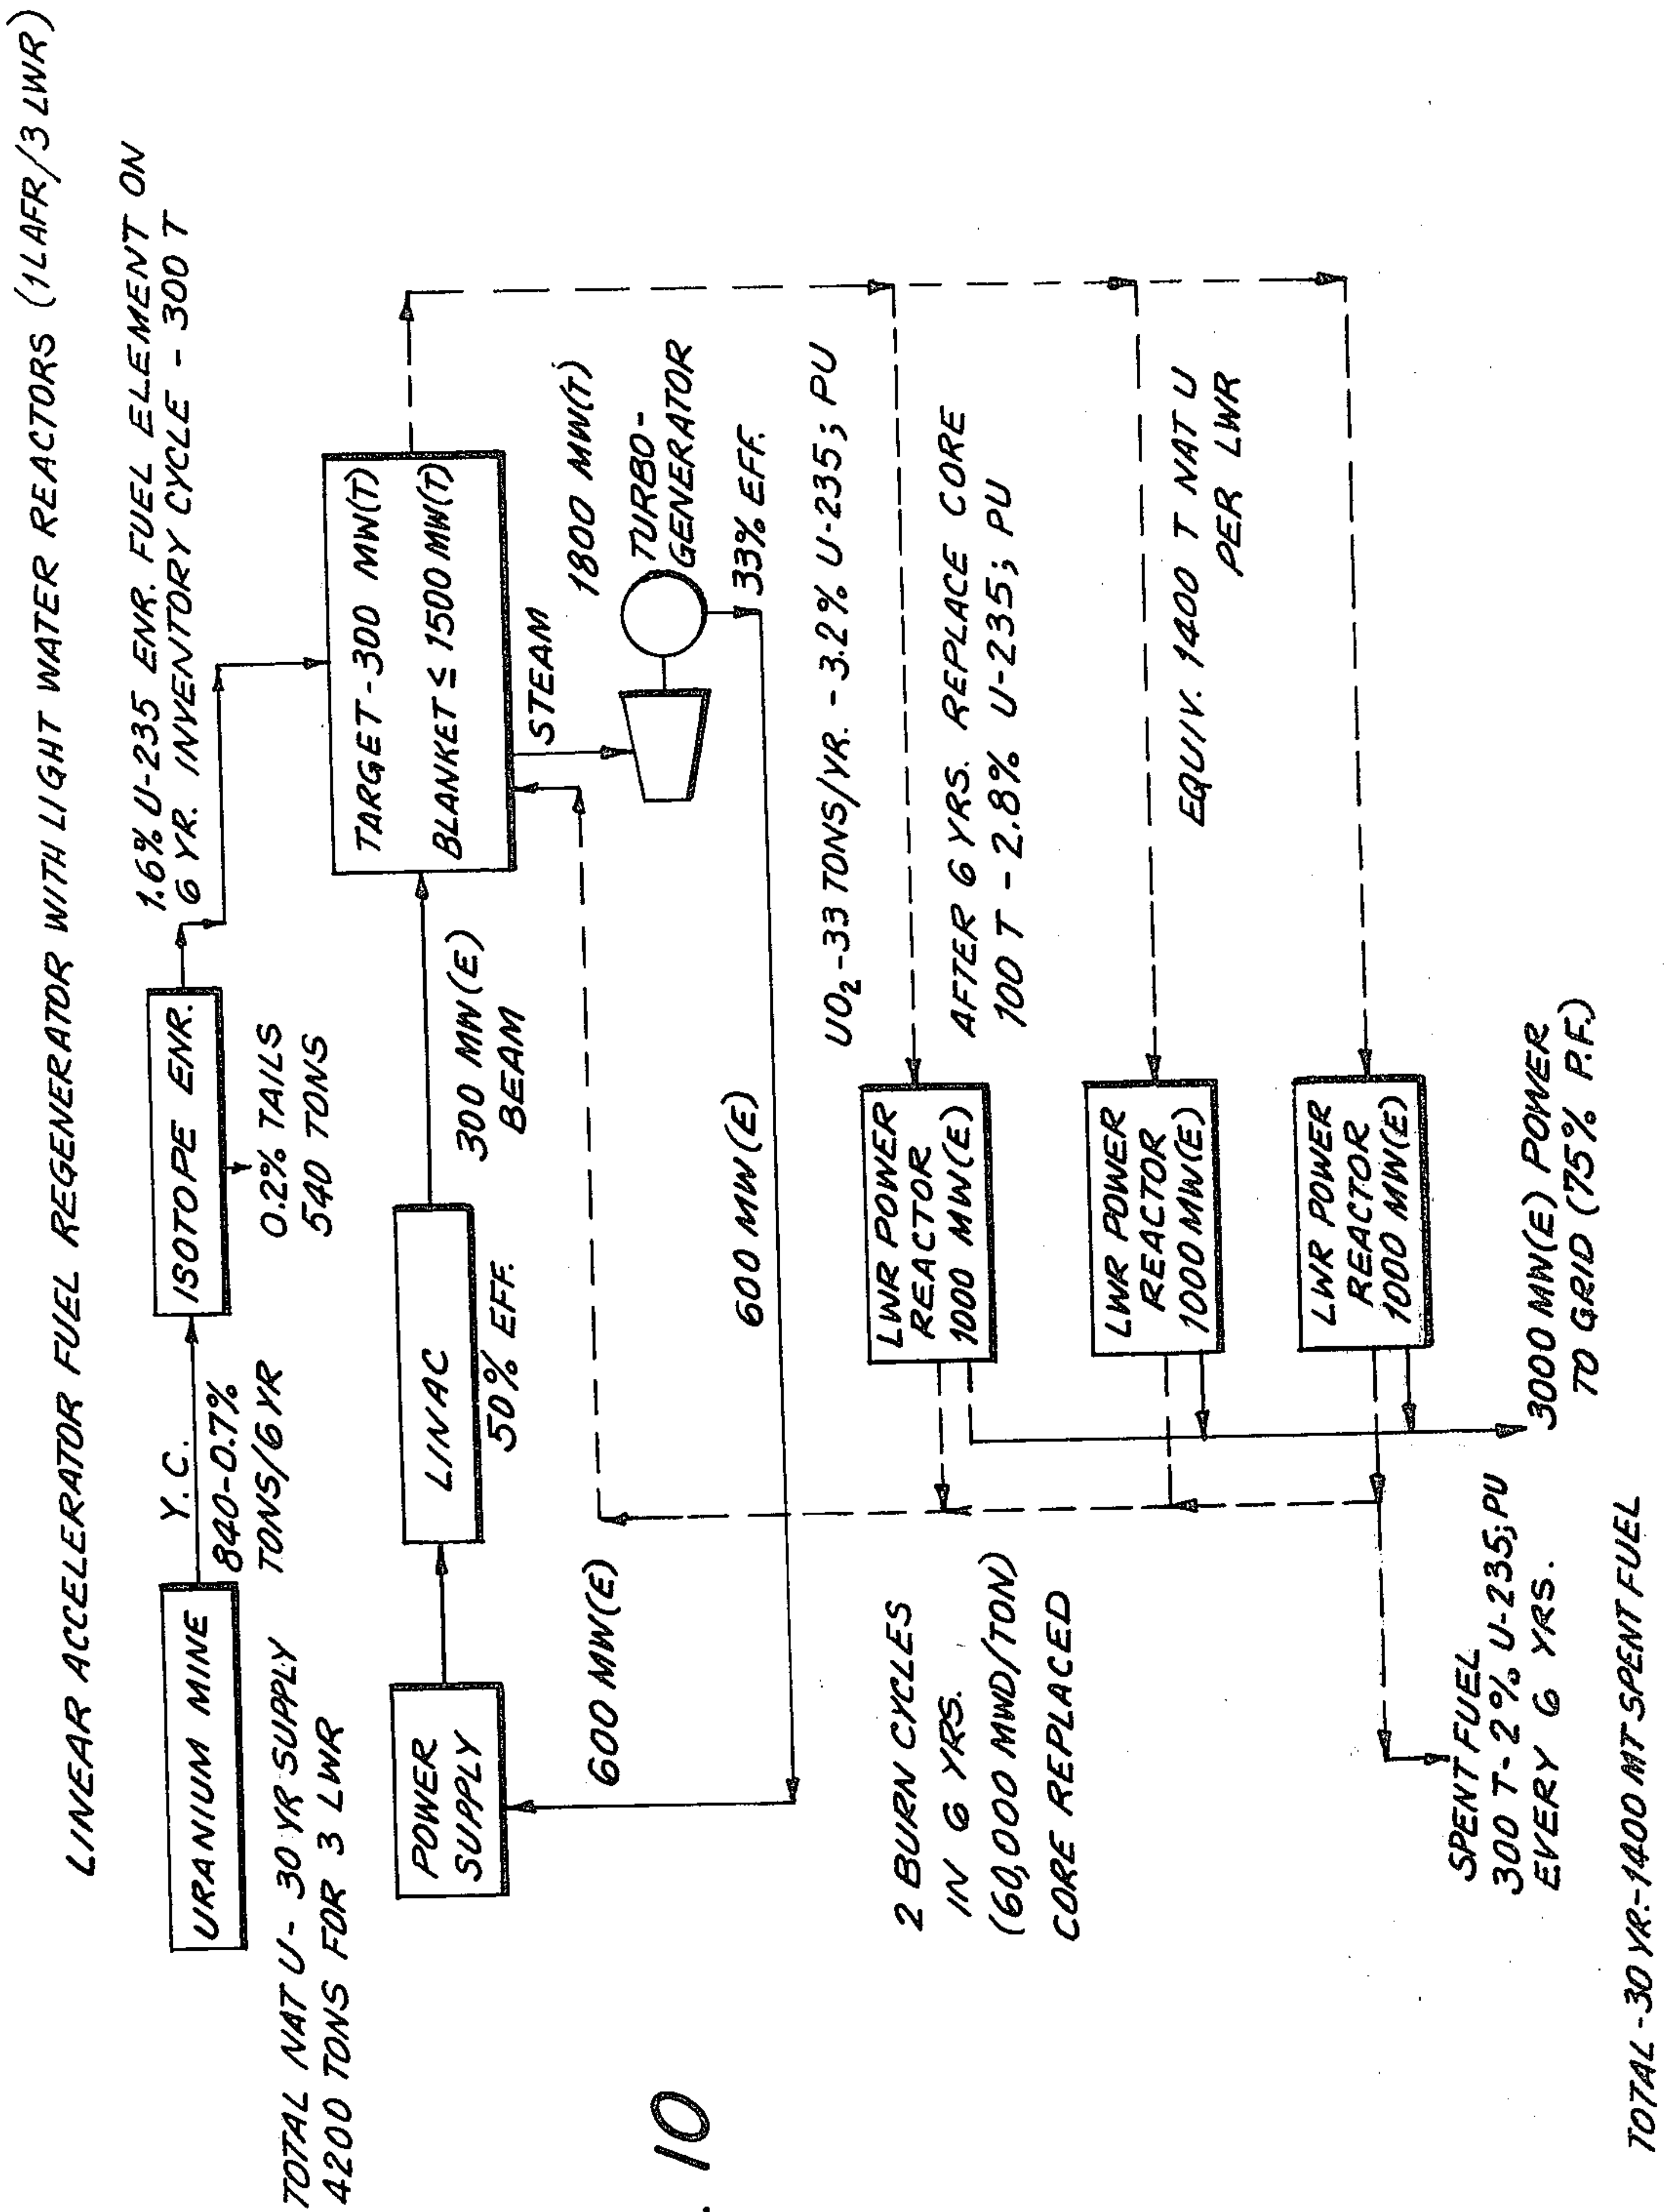 LINEAR ACCELERATOR FUEL REGENERATOR WITH LIGHT WATER REACTORS (1LAFR/3 LWR)
1.6% U-235 ENR. FUEL ELEMENT ON
6 YR. INVENTORY CYCLE - 300 T
URANIUM MINE
Y.C.
840-0.7%
TONS/6 YR
ISOTOPE ENR.
0.2% TAILS
540 TONS
TOTAL NAT U - 30 YR SUPPLY
4200 TONS FOR 3 LWR
POWER
SUPPLY
LINAC
50% EFF.
300 MW(E)
BEAM
TARGET-300 MW(T)
BLANKET ≤ 1500 MW(T)
STEAM
1800 MW(T)
TURBO-
GENERATOR
33% EFF.
600 MW(E)
600 MW(E)
UO2-33 TONS/YR. - 3.2% U-235; PU
AFTER 6 YRS. REPLACE CORE
100 T - 2.8% U-235; PU
EQUIV. 1400 T NAT U
PER LWR
LWR POWER
REACTOR
1000 MW(E)
LWR POWER
REACTOR
1000 MW(E)
LWR POWER
REACTOR
1000 MW(E)
2 BURN CYCLES
IN 6 YRS.
(60,000 MWD/TON)
CORE REPLACED
3000 MW(E) POWER
TO GRID (75% P.F.)
SPENT FUEL
300 T-2% U-235;PU
EVERY 6 YRS.
TOTAL -30 YR.-1400 MT SPENT FUEL
. 10